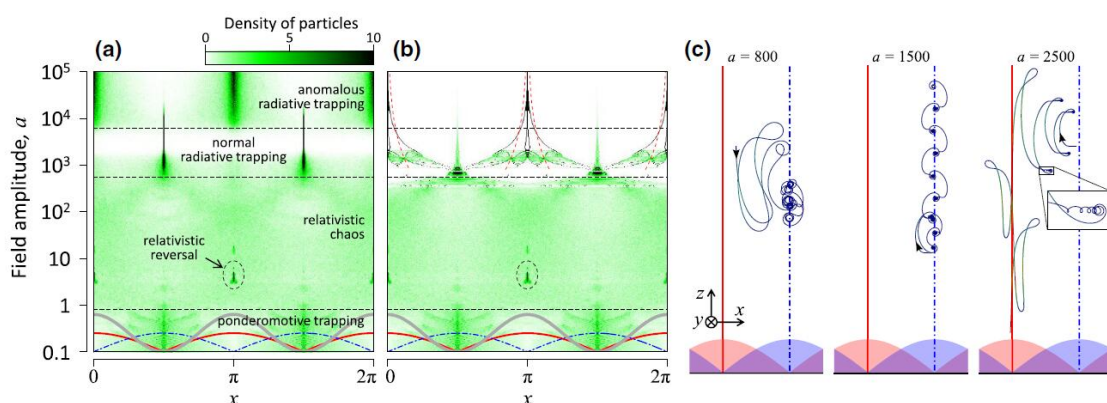 Density of particles
0 5 10
(a) (b) (c)
a = 800 a = 1500 a = 2500
Field amplitude, a
10⁵
10⁴
10³
10²
10
1
0.1
anomalous
radiative trapping
normal
radiative trapping
relativistic
chaos
relativistic
reversal
ponderomotive trapping
0 π 2π
x
0 π 2π
x
z
y x